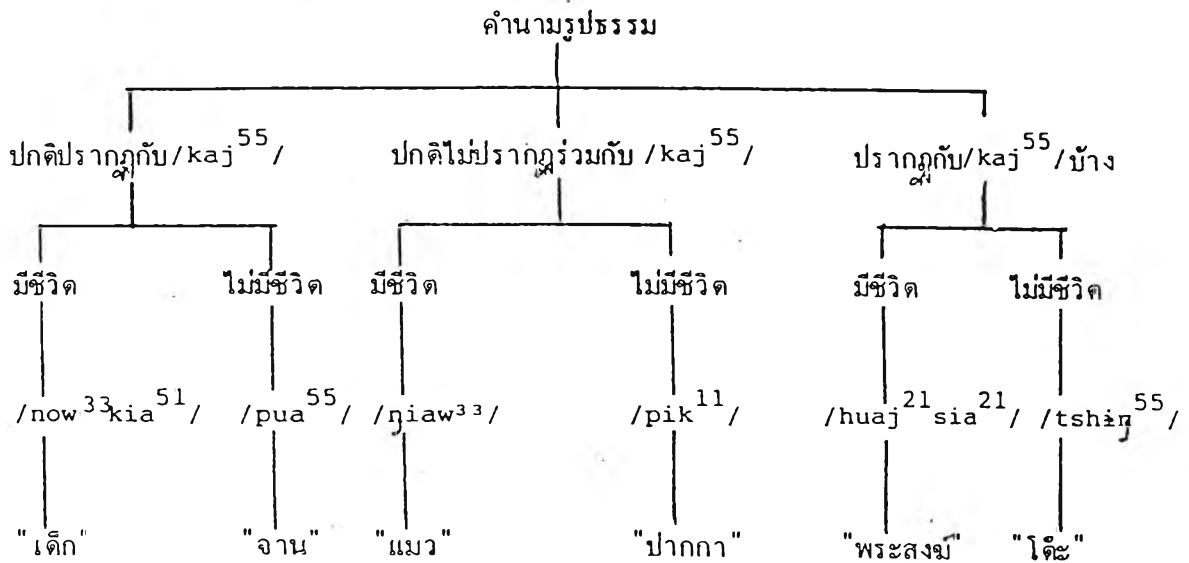 คำนามรูปธรรม
ปกติปรากฏกับ/kaj⁵⁵/ ปกติไม่ปรากฏร่วมกับ /kaj⁵⁵/ ปรากฏกับ/kaj⁵⁵/บ้าง
มีชีวิต ไม่มีชีวิต มีชีวิต ไม่มีชีวิต มีชีวิต ไม่มีชีวิต
/now³³kia⁵¹/ /pua⁵⁵/ /ŋiaw³³/ /pik¹¹/ /huaj²¹sia²¹/ /tshɨŋ⁵⁵/
"เด็ก" "จาน" "แมว" "ปากกา" "พระสงฆ์" "โต๊ะ"